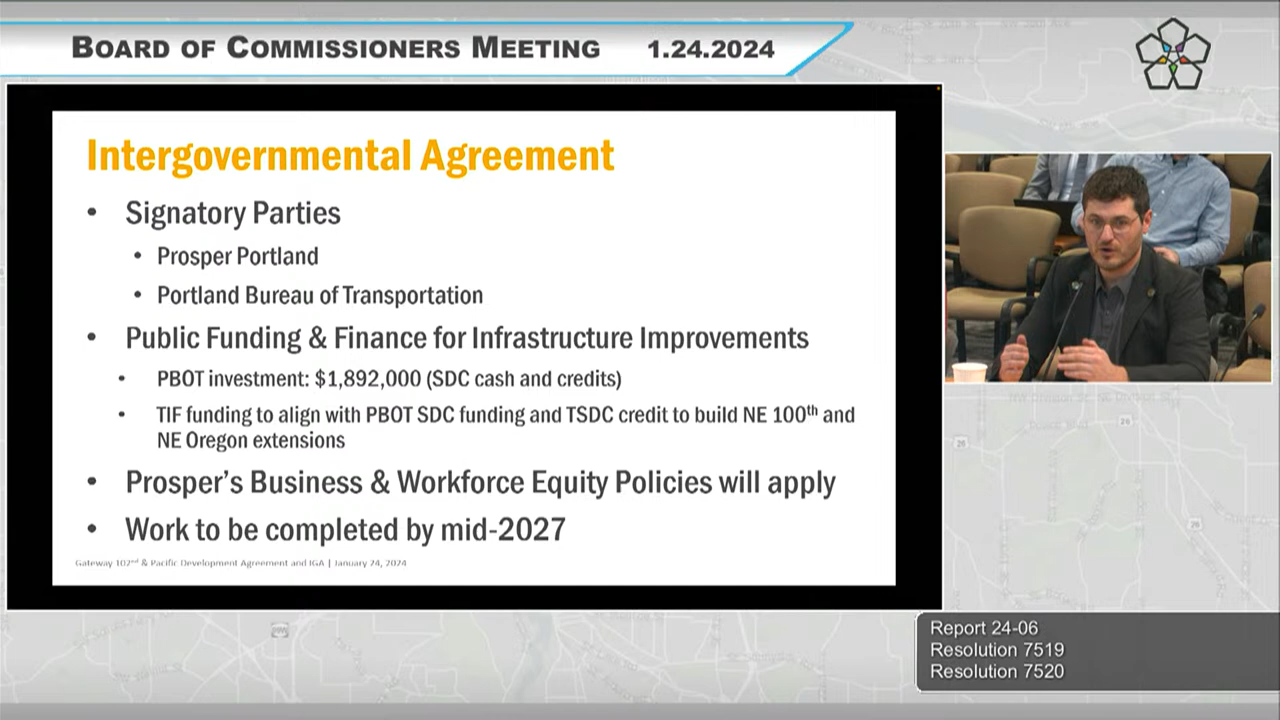 BOARD OF COMMISSIONERS MEETING 1.24.2024
Intergovernmental Agreement
• Signatory Parties
• Prosper Portland
• Portland Bureau of Transportation
• Public Funding & Finance for Infrastructure Improvements
• PBOT investment: $1,892,000 (SDC cash and credits)
• TIF funding to align with PBOT SDC funding and TSDC credit to build NE 100th and
NE Oregon extensions
• Prosper's Business & Workforce Equity Policies will apply
• Work to be completed by mid-2027
Gateway 102nd & Pacific Development Agreement and IGA | January 24, 2024
Report 24-06
Resolution 7519
Resolution 7520
26
26
26